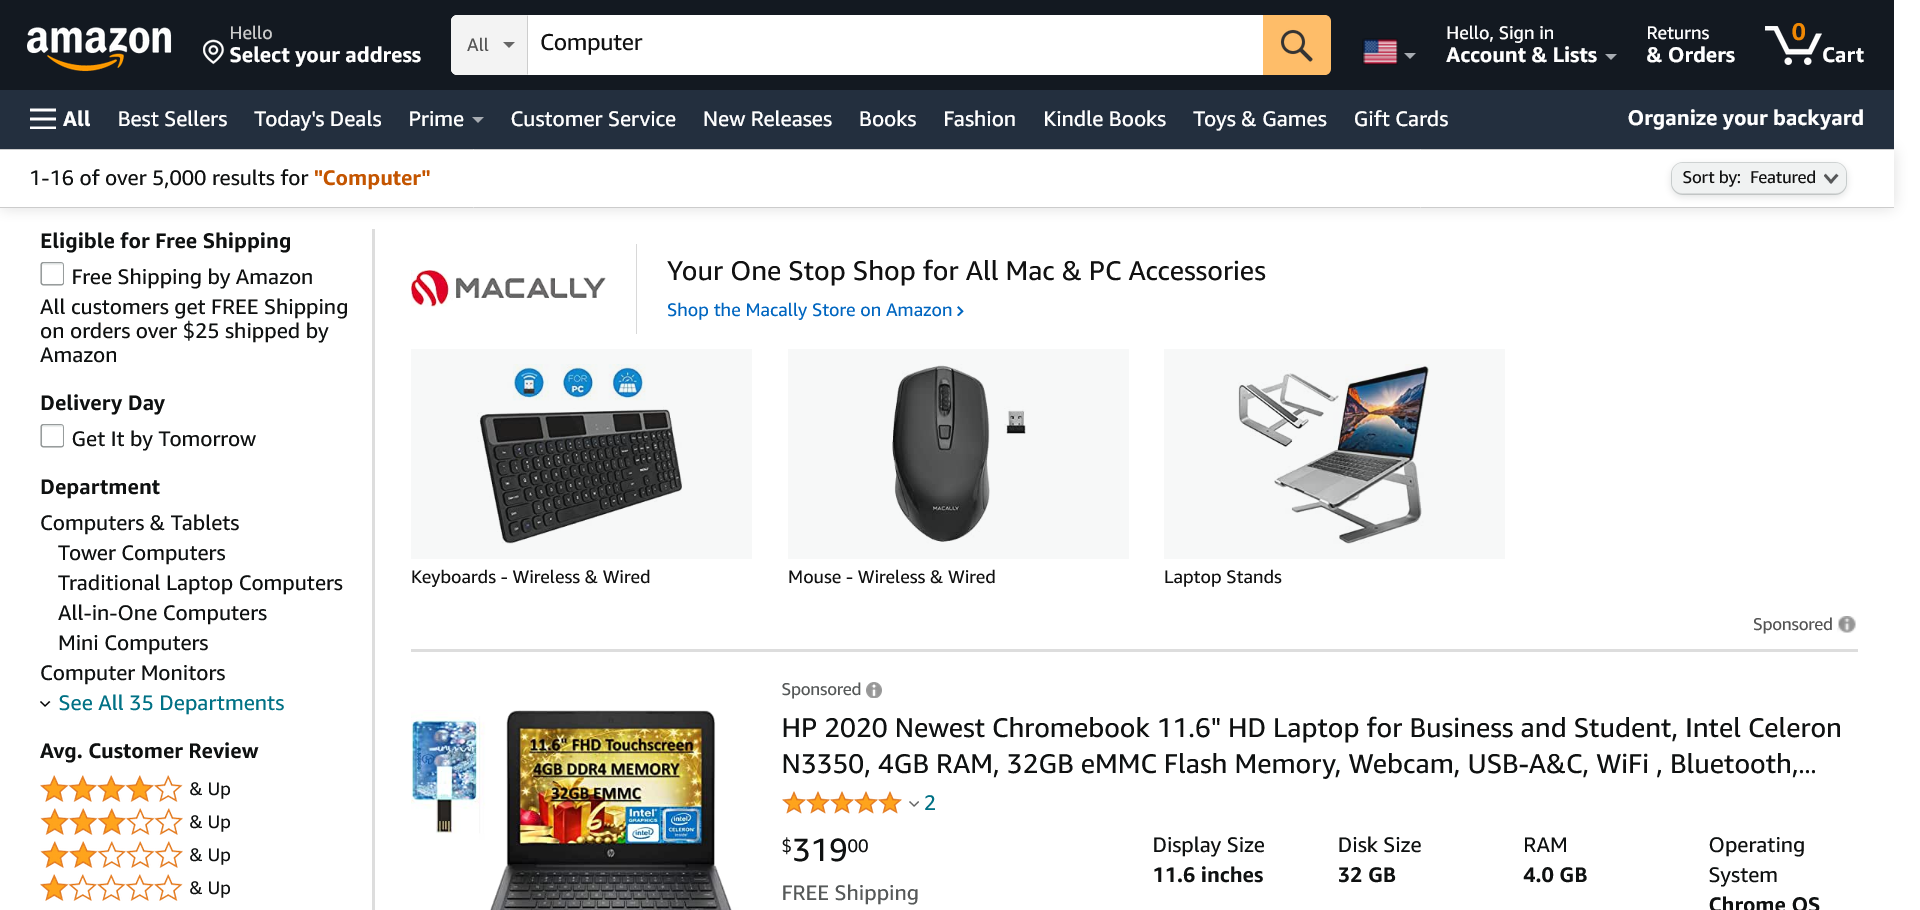 amazon
Hello
Select your address
All
Computer
Hello, Sign in
Account & Lists
Returns
& Orders
0
Cart
All
Best Sellers
Today's Deals
Prime
Customer Service
New Releases
Books
Fashion
Kindle Books
Toys & Games
Gift Cards
Organize your backyard
1-16 of over 5,000 results for "Computer"
Sort by: Featured
Eligible for Free Shipping
Free Shipping by Amazon
All customers get FREE Shipping
on orders over $25 shipped by
Amazon
Delivery Day
Get It by Tomorrow
Department
Computers & Tablets
Tower Computers
Traditional Laptop Computers
All-in-One Computers
Mini Computers
Computer Monitors
See All 35 Departments
Avg. Customer Review
& Up
& Up
& Up
& Up
MACALLY
Your One Stop Shop for All Mac & PC Accessories
Shop the Macally Store on Amazon ›
FOR
PC
MACALLY
Keyboards - Wireless & Wired
Mouse - Wireless & Wired
Laptop Stands
Sponsored
Sponsored
HP 2020 Newest Chromebook 11.6" HD Laptop for Business and Student, Intel Celeron
N3350, 4GB RAM, 32GB eMMC Flash Memory, Webcam, USB-A&C, WiFi , Bluetooth,...
2
11.6" FHD Touchscreen
4GB DDR4 MEMORY
32GB EMMC
Intel
GRAPHICS
intel
intel
CELERON
hp
$31900
FREE Shipping
Display Size
11.6 inches
Disk Size
32 GB
RAM
4.0 GB
Operating
System
Chrome OS